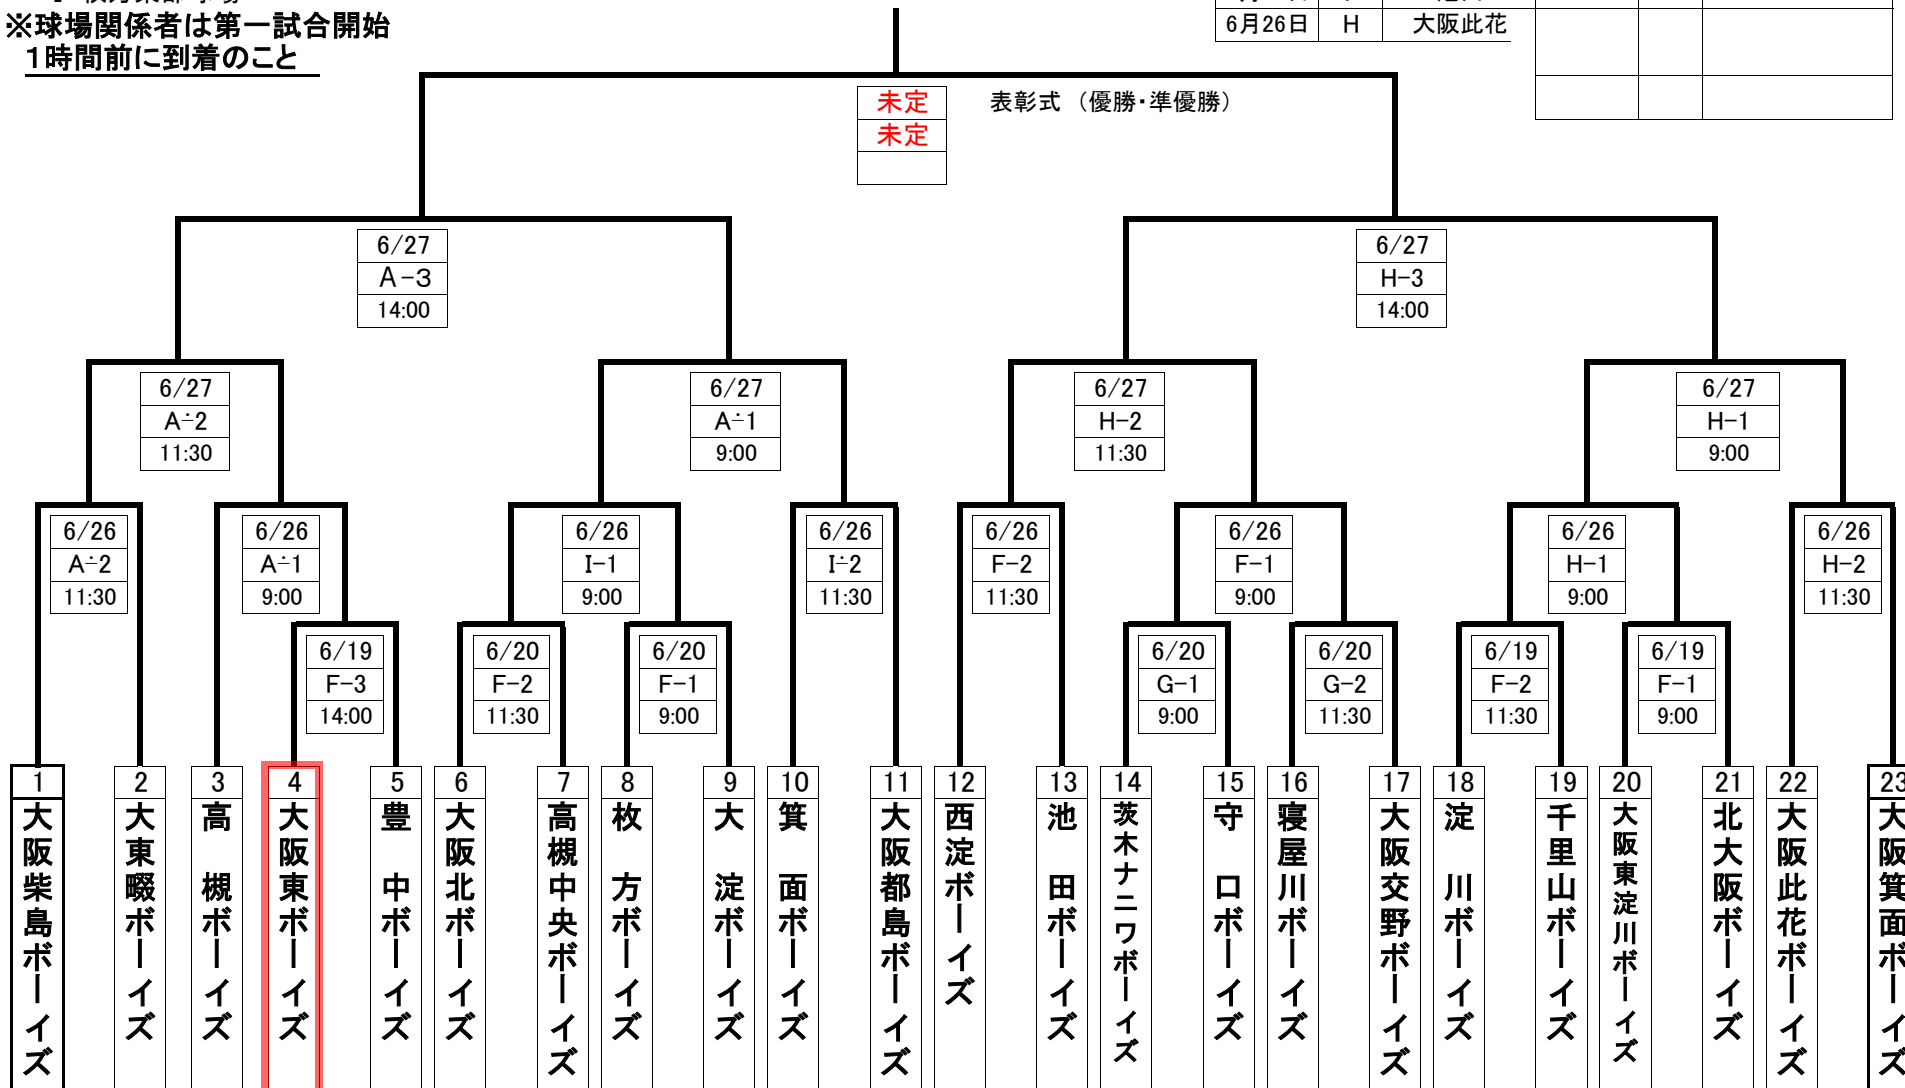 ※球場関係者は第一試合開始
1時間前に到着のこと
6月26日 H 大阪此花
未定
未定
表彰式 （優勝・準優勝）
6/27
A-3
14:00
6/27
H-3
14:00
6/27
A-2
11:30
6/27
A-1
9:00
6/27
H-2
11:30
6/27
H-1
9:00
6/26
A-2
11:30
6/26
A-1
9:00
6/26
I-1
9:00
6/26
I-2
11:30
6/26
F-2
11:30
6/26
F-1
9:00
6/26
H-1
9:00
6/26
H-2
11:30
6/19
F-3
14:00
6/20
F-2
11:30
6/20
F-1
9:00
6/20
G-1
9:00
6/20
G-2
11:30
6/19
F-2
11:30
6/19
F-1
9:00
1 大阪柴島ボーイズ
2 大東畷ボーイズ
3 高槻ボーイズ
4 大阪東ボーイズ
5 豊中ボーイズ
6 大阪北ボーイズ
7 高槻中央ボーイズ
8 枚方ボーイズ
9 大淀ボーイズ
10 箕面ボーイズ
11 大阪都島ボーイズ
12 西淀ボーイズ
13 池田ボーイズ
14 茨木ナニワボーイズ
15 守口ボーイズ
16 寝屋川ボーイズ
17 大阪交野ボーイズ
18 淀川ボーイズ
19 千里山ボーイズ
20 大阪東淀川ボーイズ
21 北大阪ボーイズ
22 大阪此花ボーイズ
23 大阪箕面ボーイズ